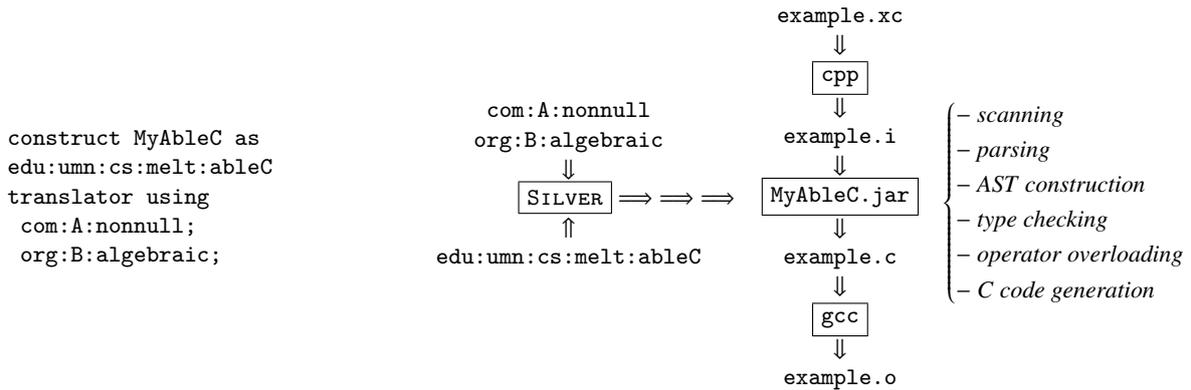 construct MyAbleC as
edu:umn:cs:melt:ableC
translator using
com:A:nonnull;
org:B:algebraic;
com:A:nonnull
org:B:algebraic
⇓
SILVER ⟹ ⟹ ⟹
⇑
edu:umn:cs:melt:ableC
example.xc
⇓
cpp
⇓
example.i
⇓
MyAbleC.jar
⇓
example.c
⇓
gcc
⇓
example.o
– scanning
– parsing
– AST construction
– type checking
– operator overloading
– C code generation